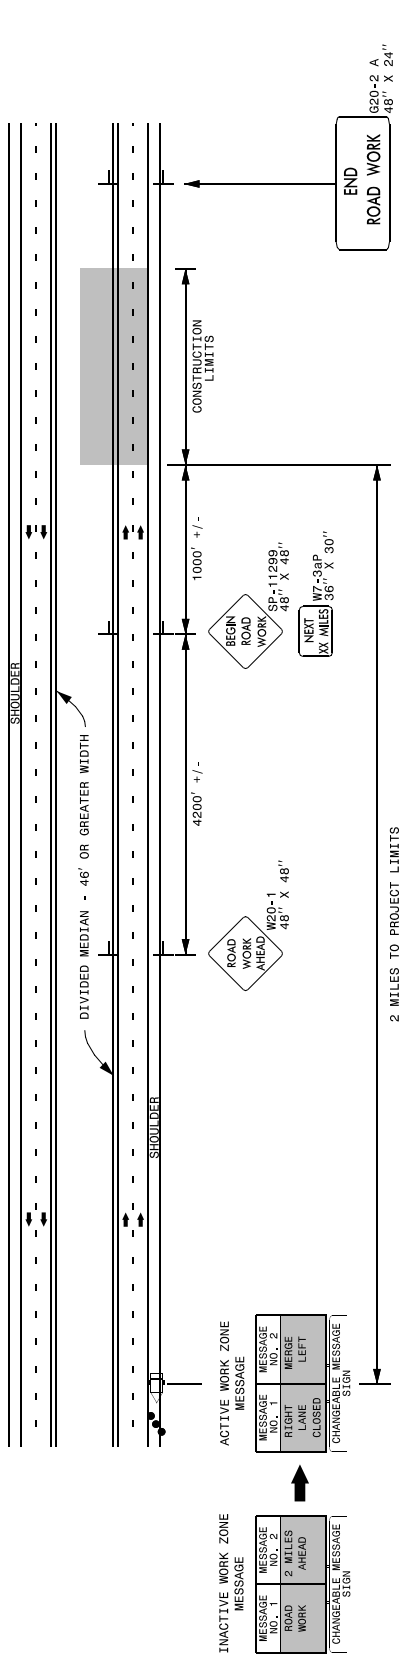 SHOULDER
DIVIDED MEDIAN - 46' OR GREATER WIDTH
SHOULDER
INACTIVE WORK ZONE
MESSAGE
MESSAGE
NO. 1
MESSAGE
NO. 2
ROAD
WORK
2 MILES
AHEAD
CHANGEABLE MESSAGE
SIGN
ACTIVE WORK ZONE
MESSAGE
MESSAGE
NO. 1
MESSAGE
NO. 2
RIGHT
LANE
CLOSED
MERGE
LEFT
CHANGEABLE MESSAGE
SIGN
4200' +/-
1000' +/-
CONSTRUCTION
LIMITS
ROAD
WORK
AHEAD
W20-1
48" X 48"
BEGIN
ROAD
WORK
SP-11299
48" X 48"
NEXT
XX MILES
W7-3aP
36" X 30"
END
ROAD WORK
G20-2 A
48" X 24"
2 MILES TO PROJECT LIMITS